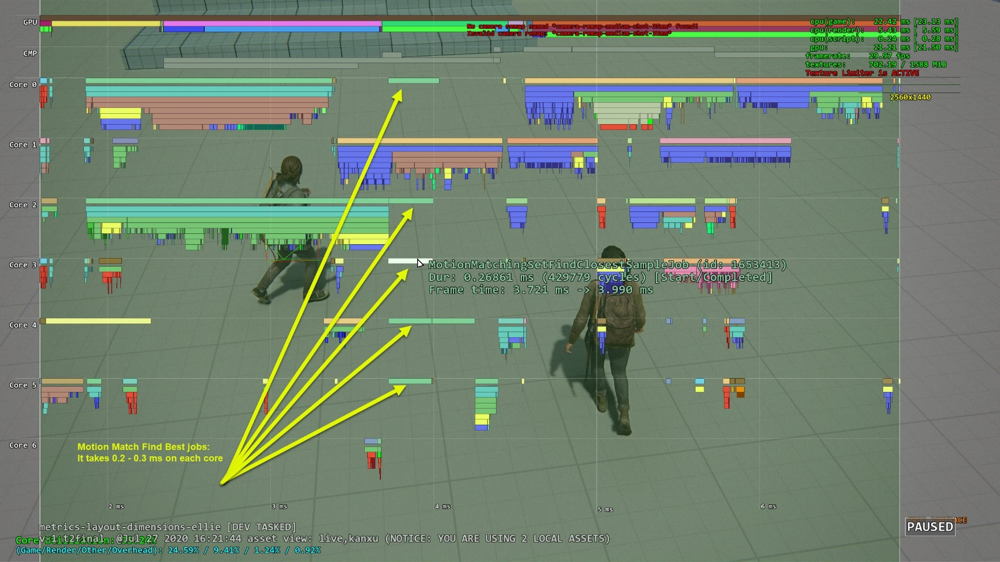 GPU
CMP
Core 0
Core 1
Core 2
Core 3
Core 4
Core 5
Core 6
No camera remap named "camera-remap-medium-shot-35mm" found!
Invalid camera remap: "camera-remap-medium-shot-35mm"
cpu(game): 22.42 ms [23.13 ms]
cpu(render): 5.43 ms [ 5.59 ms]
cpu(script): 0.24 ms [ 0.28 ms]
gpu: 21.21 ms [21.50 ms]
framerate: 29.97 fps
textures: 702.19 / 1588 MiB
Texture Limiter is ACTIVE
2560x1440
MotionMatchingSetFindClosestSampleJob (id: 1653413)
Dur: 0.26861 ms (429779 cycles) [Start/Completed]
Frame time: 3.721 ms -> 3.990 ms
Motion Match Find Best jobs:
It takes 0.2 - 0.3 ms on each core
2 ms
3 ms
4 ms
5 ms
6 ms
metrics-layout-dimensions-ellie [DEV TASKED]
t2final @Jul 27 2020 16:21:44 asset view: live,kanxu (NOTICE: YOU ARE USING 2 LOCAL ASSETS)
Core Utilization:
(Game/Render/Other/Overhead): 24.59% / 9.41% / 1.24% / 0.92%
PAUSED